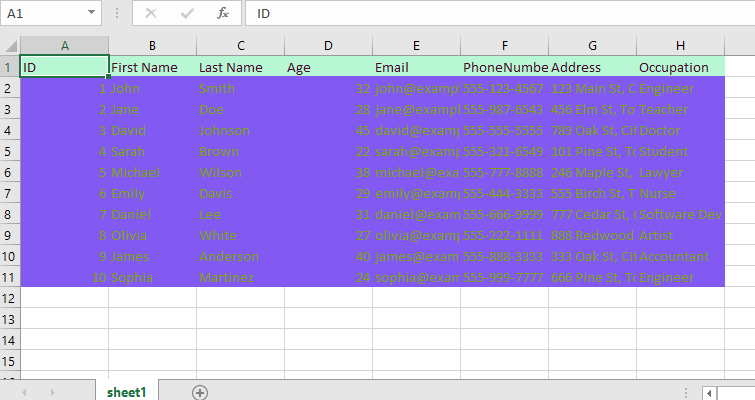 A1 fx ID
A B C D E F G H
1 ID First Name Last Name Age Email PhoneNumbe Address Occupation
2 1 John Smith 32 john@examp 555-123-4567 123 Main St, C Engineer
3 2 Jane Doe 28 jane@exampl 555-987-6543 456 Elm St, To Teacher
4 3 David Johnson 45 david@exam 555-555-5555 789 Oak St, Cit Doctor
5 4 Sarah Brown 22 sarah@exam 555-321-6549 101 Pine St, To Student
6 5 Michael Wilson 38 michael@exa 555-777-8888 246 Maple St, Lawyer
7 6 Emily Davis 29 emily@exam 555-444-3333 555 Birch St, T Nurse
8 7 Daniel Lee 31 daniel@exam 555-666-9999 777 Cedar St, Software Dev
9 8 Olivia White 27 olivia@exam 555-222-1111 888 Redwood Artist
10 9 James Anderson 40 james@exam 555-888-3333 333 Oak St, Cit Accountant
11 10 Sophia Martinez 24 sophia@exam 555-999-7777 666 Pine St, To Engineer
12
13
14
15
sheet1